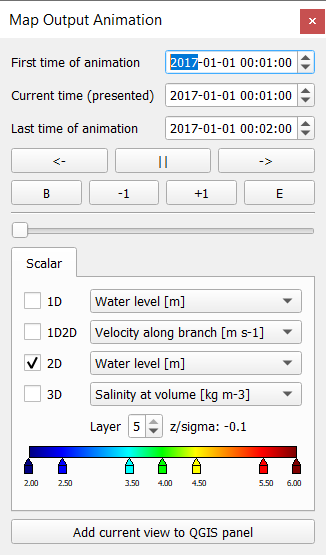 Map Output Animation
First time of animation 2017-01-01 00:01:00
Current time (presented) 2017-01-01 00:01:00
Last time of animation 2017-01-01 00:02:00
<- || ->
B -1 +1 E
Scalar
1D Water level [m]
1D2D Velocity along branch [m s-1]
2D Water level [m]
3D Salinity at volume [kg m-3]
Layer 5 z/sigma: -0.1
2.00 2.50 3.50 4.00 4.50 5.50 6.00
Add current view to QGIS panel